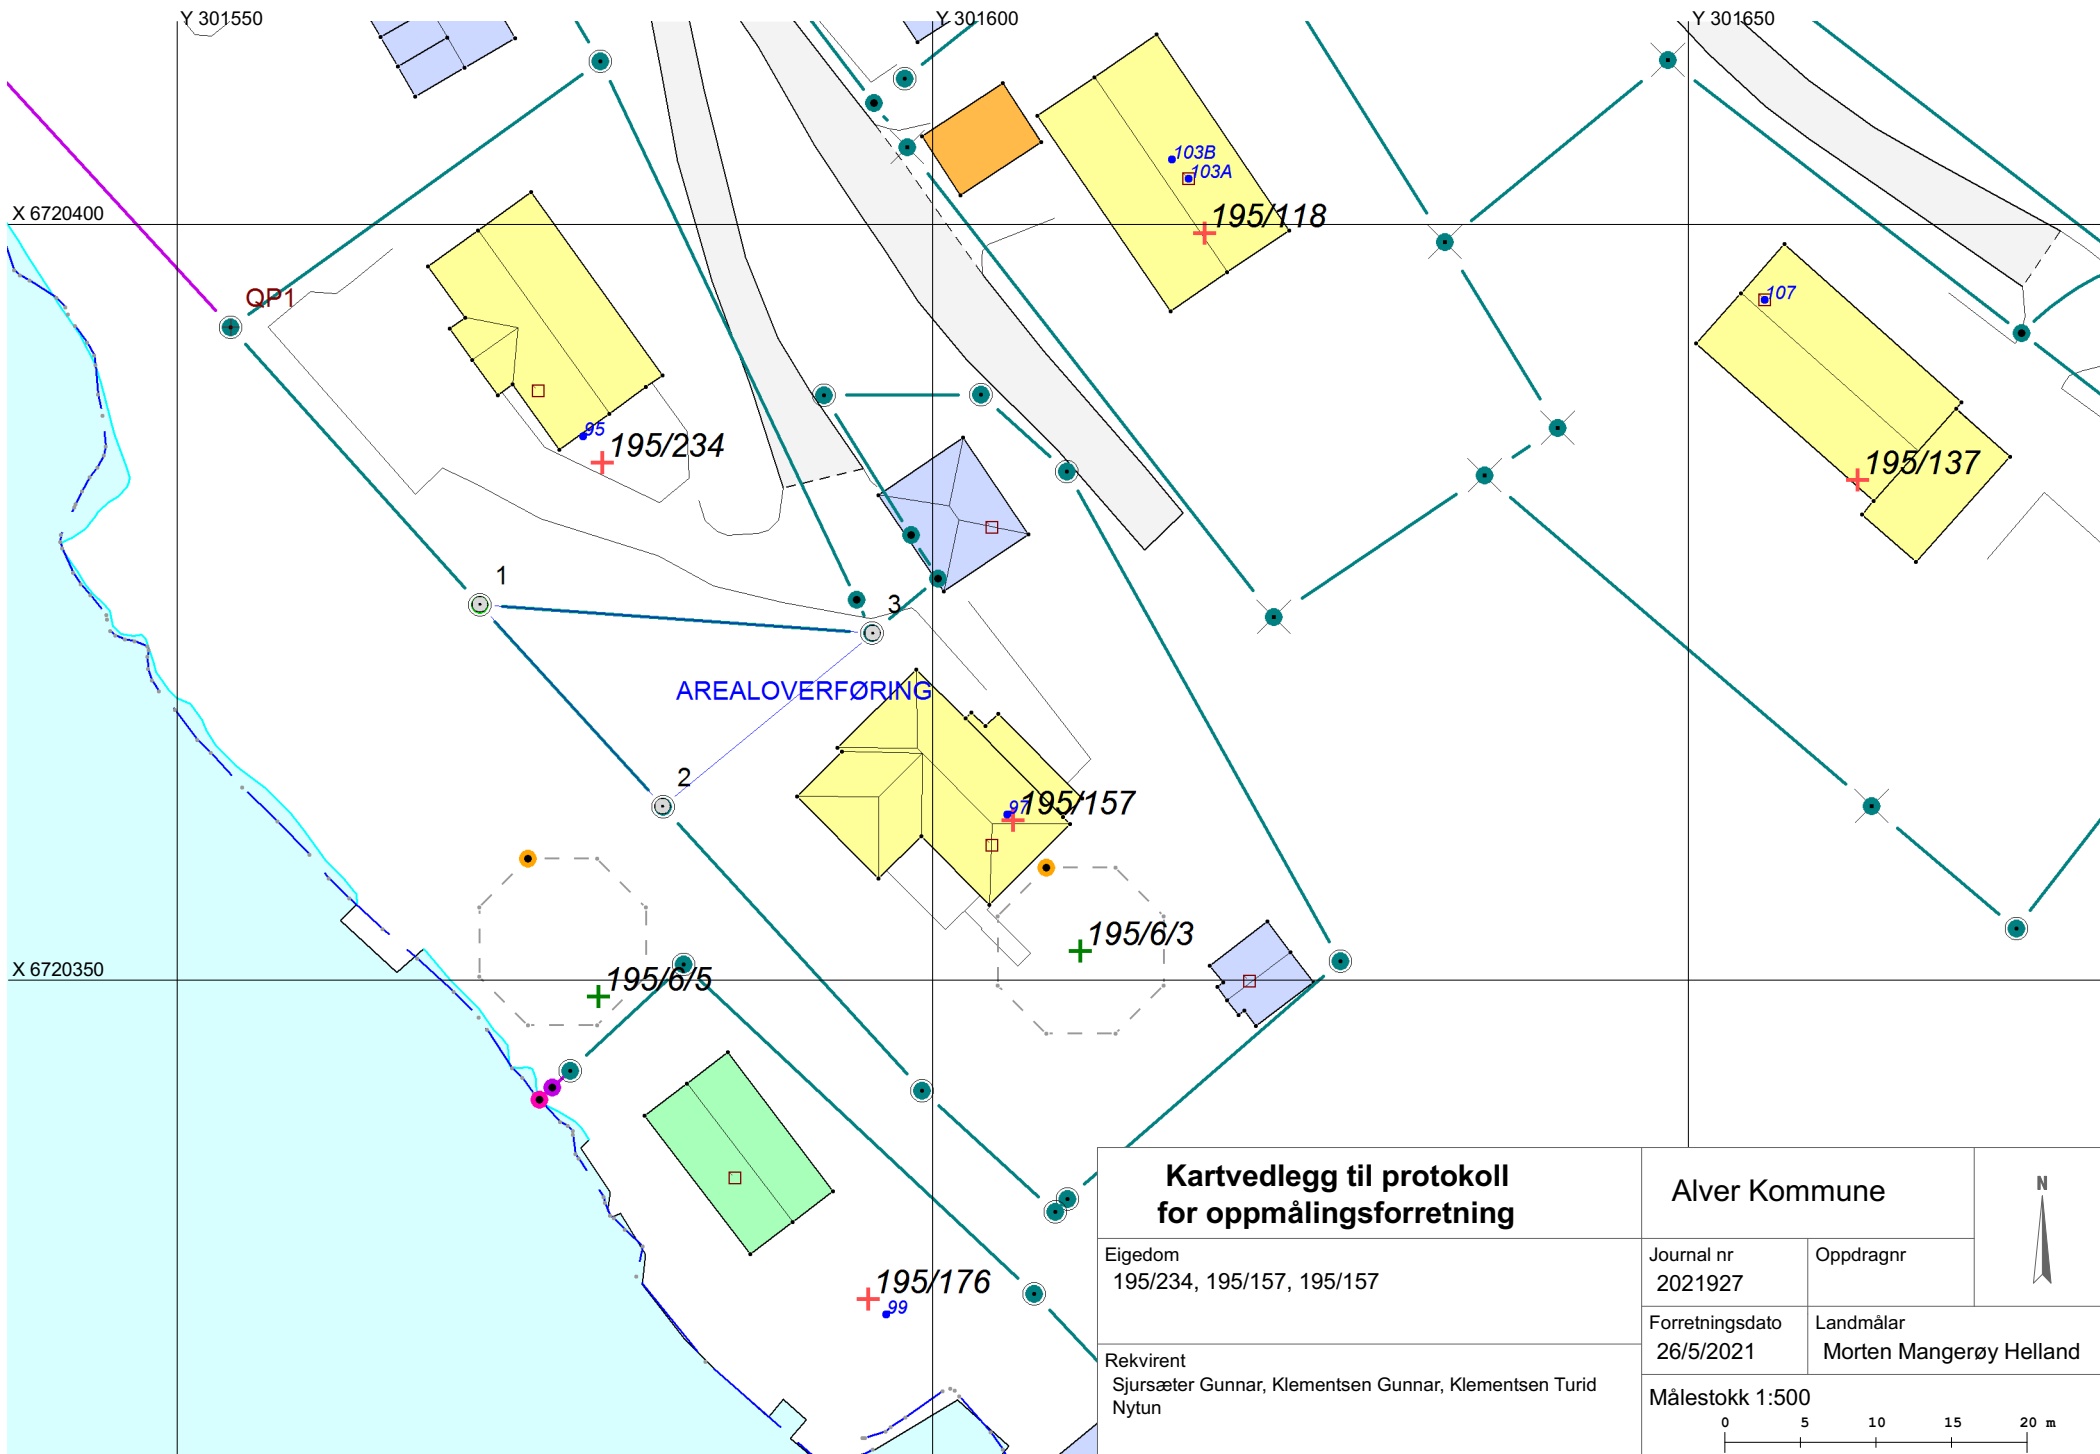 Y 301550
Y 301600
Y 301650
103B
103A
X 6720400
195/118
QP1
107
95
195/234
195/137
1
3
AREALOVERFØRING
2
97
195/157
195/6/3
X 6720350
195/6/5
195/176
99
Kartvedlegg til protokoll
for oppmålingsforretning
Alver Kommune
N
Eigedom
195/234, 195/157, 195/157
Journal nr
2021927
Oppdragnr
Forretningsdato
26/5/2021
Landmålar
Morten Mangerøy Helland
Rekvirent
Sjursæter Gunnar, Klementsen Gunnar, Klementsen Turid
Nytun
Målestokk 1:500
0 5 10 15 20 m